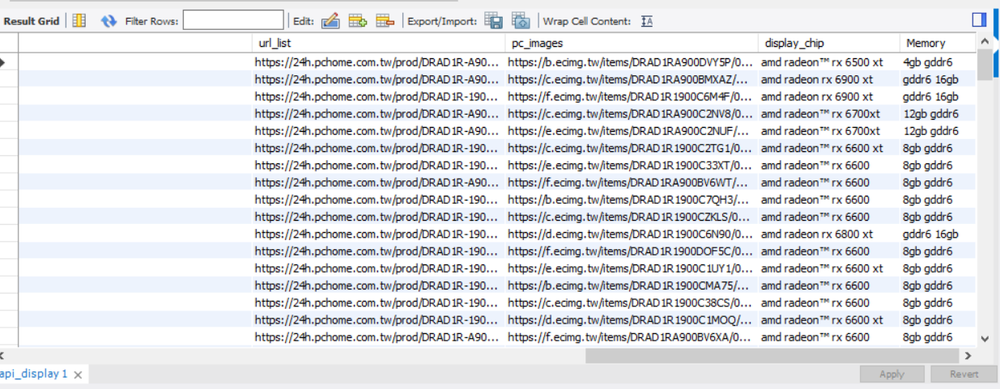 Result Grid Filter Rows: Edit: Export/Import: Wrap Cell Content:
url_list pc_images display_chip Memory
https://24h.pchome.com.tw/prod/DRAD1R-A90... https://b.ecimg.tw/items/DRAD1RA900DVY5P/0... amd radeon™ rx 6500 xt 4gb gddr6
https://24h.pchome.com.tw/prod/DRAD1R-A90... https://c.ecimg.tw/items/DRAD1RA900BMXAZ/... amd radeon rx 6900 xt gddr6 16gb
https://24h.pchome.com.tw/prod/DRAD1R-190... https://f.ecimg.tw/items/DRAD1R1900C6M4F/0... amd radeon rx 6900 xt gddr6 16gb
https://24h.pchome.com.tw/prod/DRAD1R-A90... https://c.ecimg.tw/items/DRAD1RA900C2NV8/0... amd radeon™ rx 6700xt 12gb gddr6
https://24h.pchome.com.tw/prod/DRAD1R-A90... https://e.ecimg.tw/items/DRAD1RA900C2NUF/... amd radeon™ rx 6700xt 12gb gddr6
https://24h.pchome.com.tw/prod/DRAD1R-190... https://c.ecimg.tw/items/DRAD1R1900C2TG1/0... amd radeon™ rx 6600 xt 8gb gddr6
https://24h.pchome.com.tw/prod/DRAD1R-190... https://e.ecimg.tw/items/DRAD1R1900C33XT/0... amd radeon™ rx 6600 8gb gddr6
https://24h.pchome.com.tw/prod/DRAD1R-A90... https://f.ecimg.tw/items/DRAD1RA900BV6WT/... amd radeon™ rx 6600 8gb gddr6
https://24h.pchome.com.tw/prod/DRAD1R-190... https://b.ecimg.tw/items/DRAD1R1900C7QH3/... amd radeon™ rx 6600 8gb gddr6
https://24h.pchome.com.tw/prod/DRAD1R-190... https://c.ecimg.tw/items/DRAD1R1900CZKLS/0... amd radeon™ rx 6600 8gb gddr6
https://24h.pchome.com.tw/prod/DRAD1R-190... https://d.ecimg.tw/items/DRAD1R1900C6N90/0... amd radeon rx 6800 xt gddr6 16gb
https://24h.pchome.com.tw/prod/DRAD1R-190... https://f.ecimg.tw/items/DRAD1R1900DOF5C/0... amd radeon™ rx 6600 8gb gddr6
https://24h.pchome.com.tw/prod/DRAD1R-190... https://e.ecimg.tw/items/DRAD1R1900C1UY1/0... amd radeon™ rx 6600 xt 8gb gddr6
https://24h.pchome.com.tw/prod/DRAD1R-190... https://b.ecimg.tw/items/DRAD1R1900CMA75/... amd radeon™ rx 6600 8gb gddr6
https://24h.pchome.com.tw/prod/DRAD1R-190... https://c.ecimg.tw/items/DRAD1R1900C38CS/0... amd radeon™ rx 6600 8gb gddr6
https://24h.pchome.com.tw/prod/DRAD1R-190... https://d.ecimg.tw/items/DRAD1R1900C1MOQ/... amd radeon™ rx 6600 xt 8gb gddr6
https://24h.pchome.com.tw/prod/DRAD1R-A90... https://f.ecimg.tw/items/DRAD1RA900BV6XA/0... amd radeon™ rx 6600 8gb gddr6
api_display 1 Apply Revert